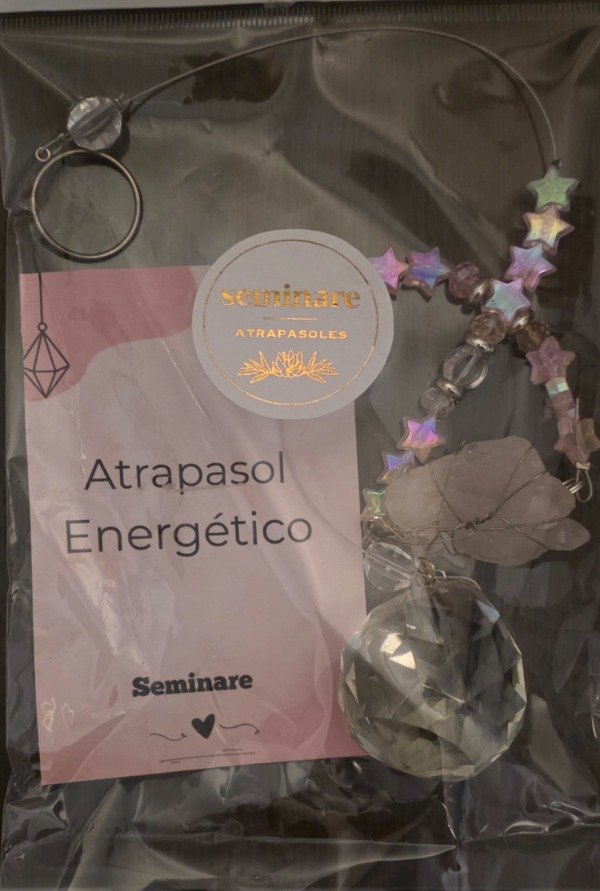 seminare
ATRAPASOLES
Atrapasol
Energético
Seminare